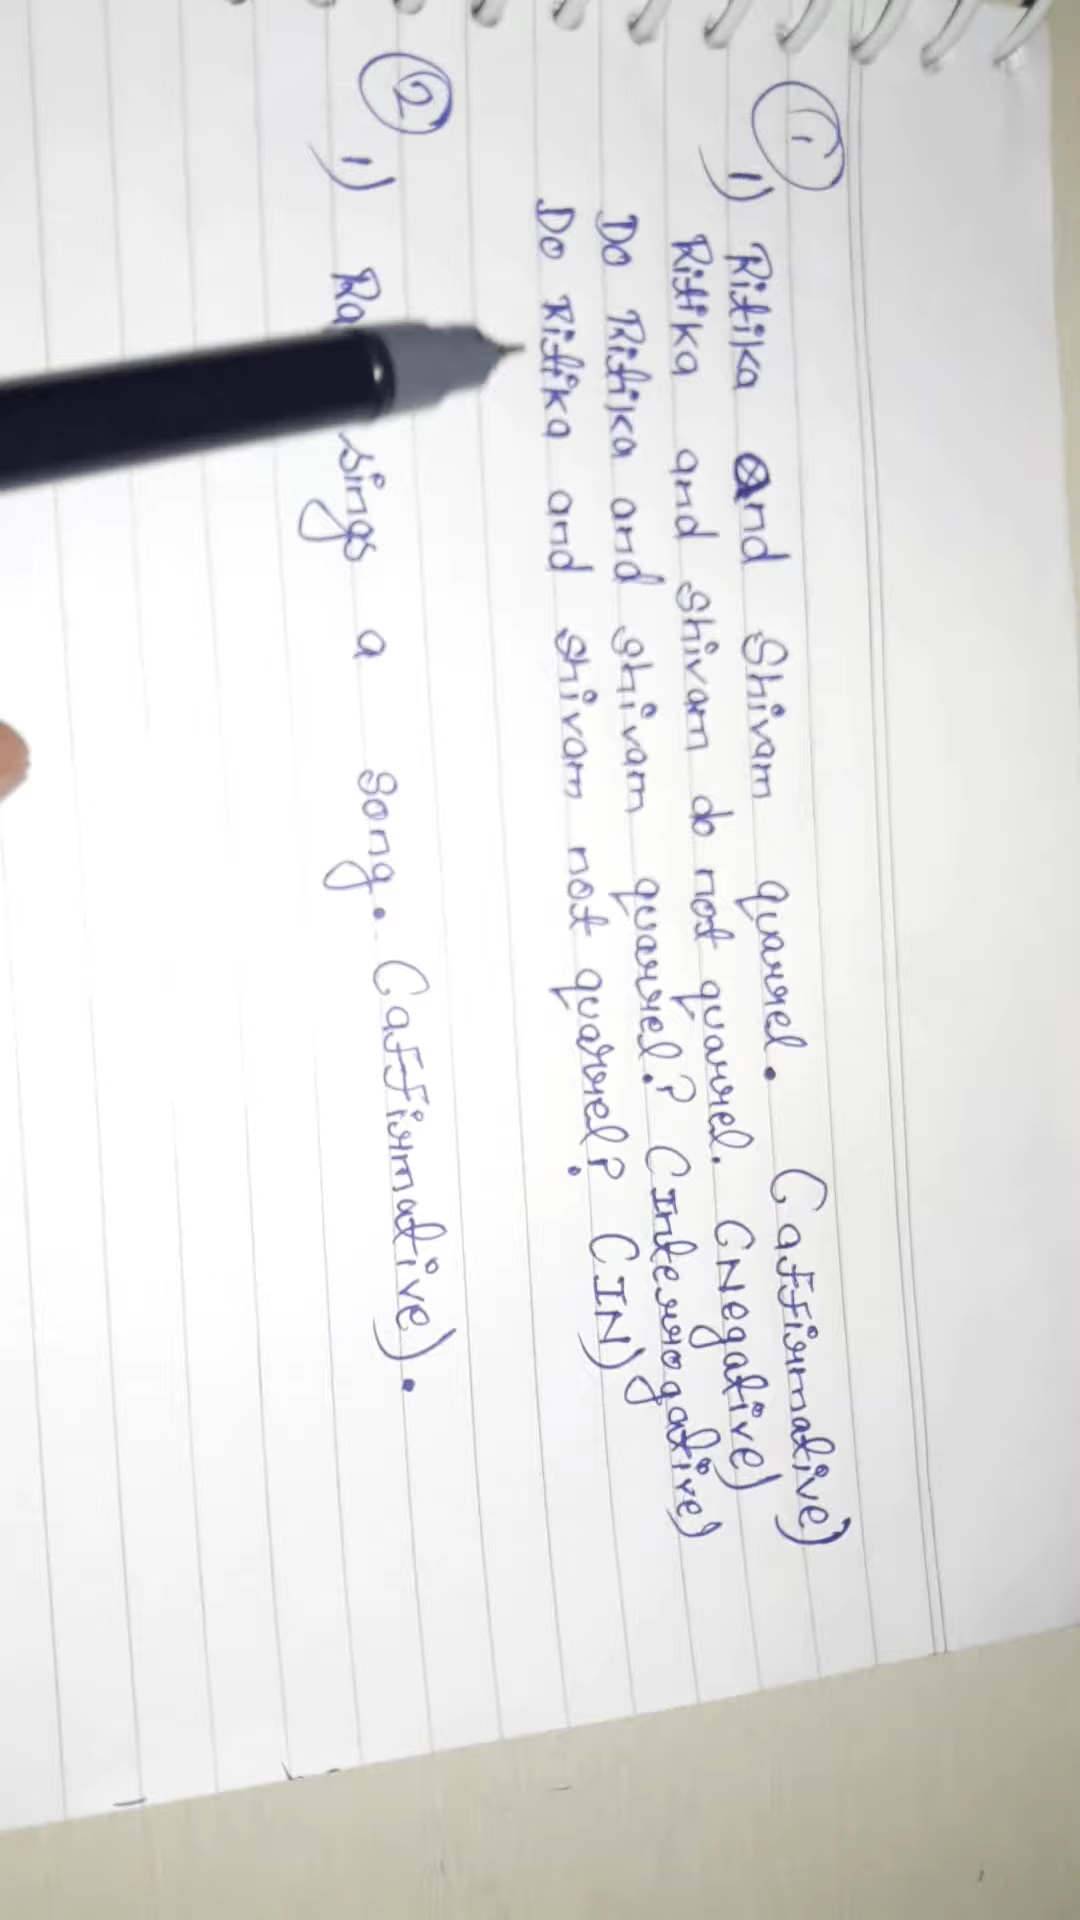 ①
1) Ritika and Shivam quarrel. (affirmative)
Ritika and Shivam do not quarrel. (Negative)
Do Ritika and Shivam quarrel? (Interrogative)
Do Ritika and Shivam not quarrel? (IN)
②
1) sings a song. (affirmative).